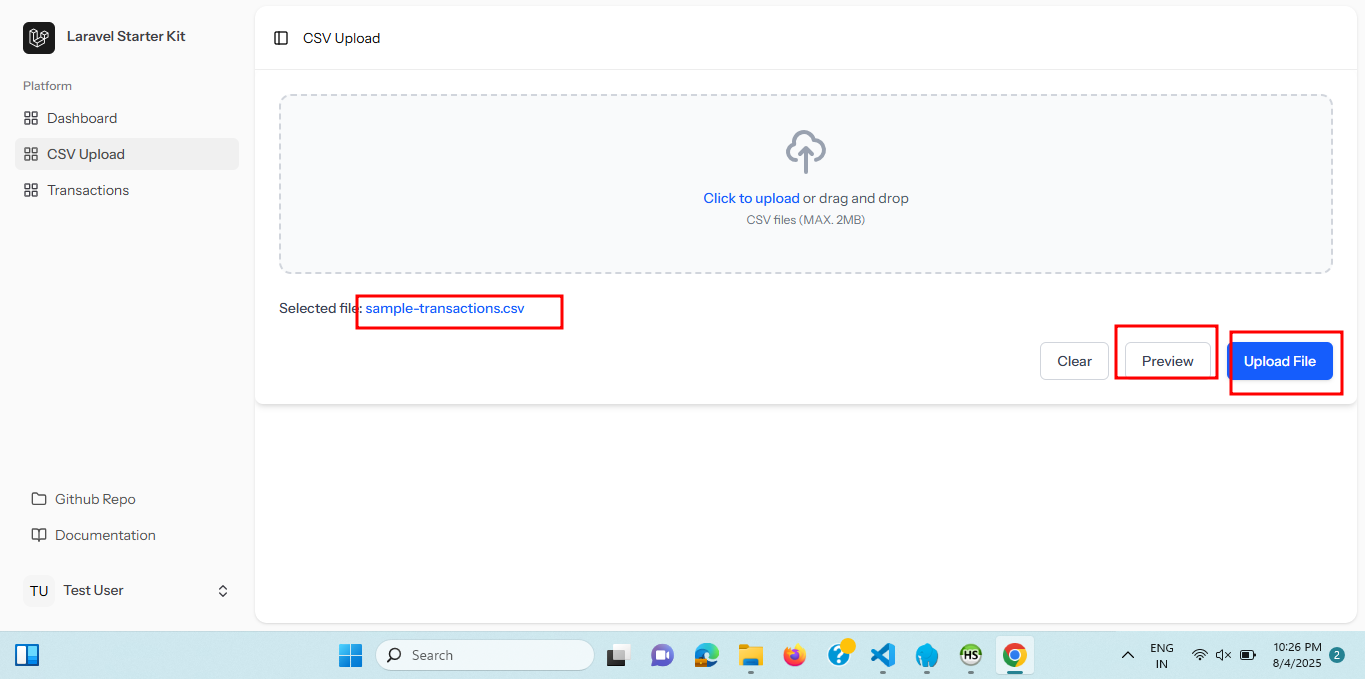 Laravel Starter Kit
Platform
Dashboard
CSV Upload
Transactions
Github Repo
Documentation
TU Test User
CSV Upload
Click to upload or drag and drop
CSV files (MAX. 2MB)
Selected file: sample-transactions.csv
Clear Preview Upload File
Search
HS
ENG
IN
10:26 PM
8/4/2025
2